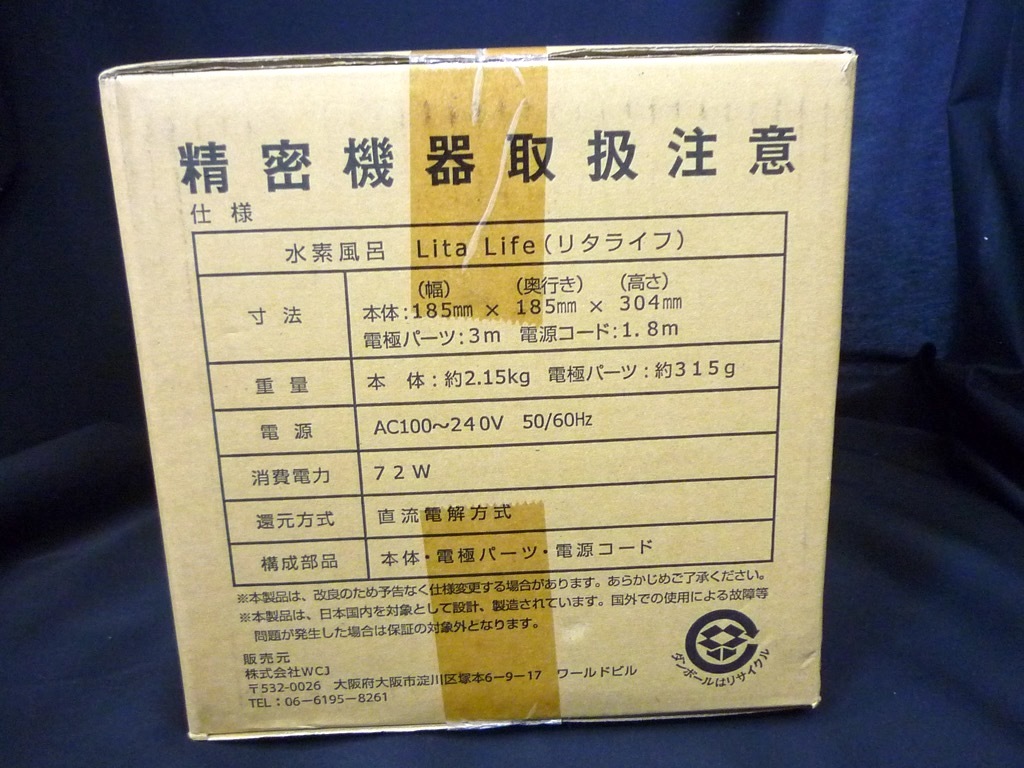 精密機器取扱注意
仕様
水素風呂 Lita Life(リタライフ)
寸法
(幅) (奥行き) (高さ)
本体:185㎜ × 185㎜ × 304㎜
電極パーツ:3m 電源コード:1.8m
重量 本 体:約2.15kg 電極パーツ:約315g
電源 AC100～240V 50/60Hz
消費電力 72W
還元方式 直流電解方式
構成部品 本体・電極パーツ・電源コード
※本製品は、改良のため予告なく仕様変更する場合があります。あらかじめご了承ください。
※本製品は、日本国内を対象として設計、製造されています。国外での使用による故障等
問題が発生した場合は保証の対象外となります。
販売元
株式会社WCJ
〒532-0026 大阪府大阪市淀川区塚本6-9-17 ワールドビル
TEL:06-6195-8261
ダンボールはリサイクル